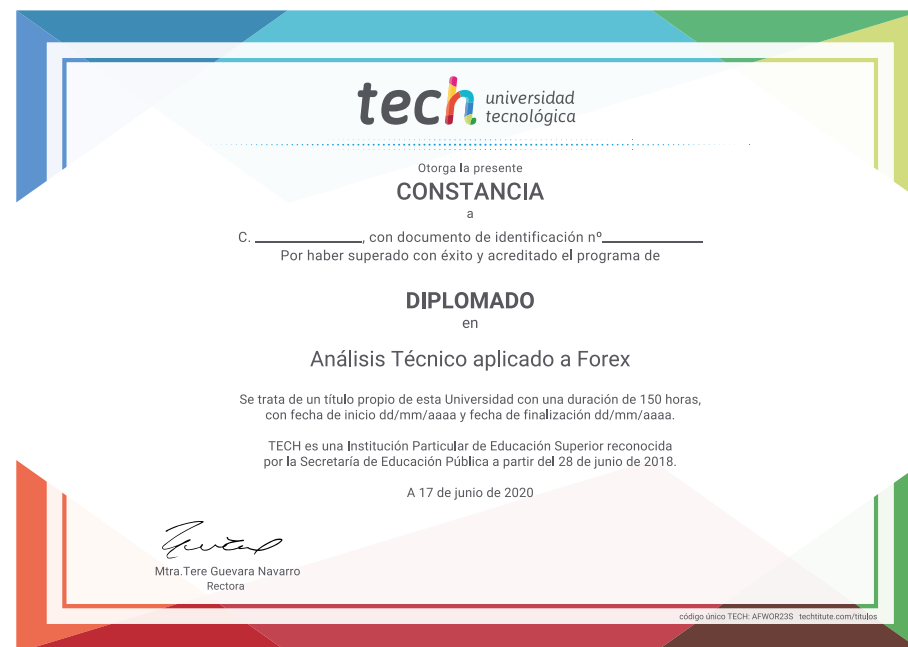 tech universidad
tecnológica
Otorga la presente
CONSTANCIA
a
C. ____________, con documento de identificación nº____________
Por haber superado con éxito y acreditado el programa de
DIPLOMADO
en
Análisis Técnico aplicado a Forex
Se trata de un título propio de esta Universidad con una duración de 150 horas,
con fecha de inicio dd/mm/aaaa y fecha de finalización dd/mm/aaaa.
TECH es una Institución Particular de Educación Superior reconocida
por la Secretaría de Educación Pública a partir del 28 de junio de 2018.
A 17 de junio de 2020
Mtra.Tere Guevara Navarro
Rectora
código único TECH: AFWOR23S techtitute.com/titulos